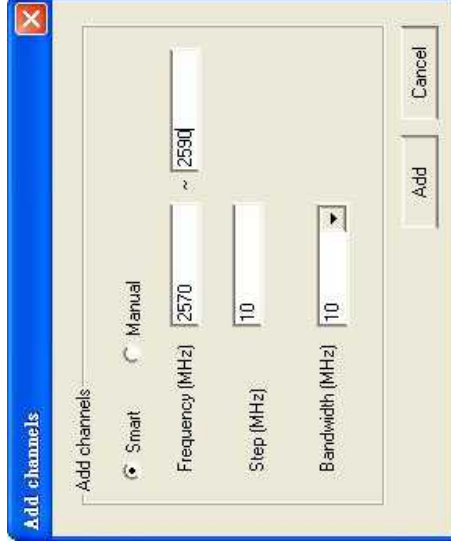 Add channels
Add channels
Smart Manual
Frequency (MHz) 2570 ~ 2590
Step (MHz) 10
Bandwidth (MHz) 10
Add Cancel